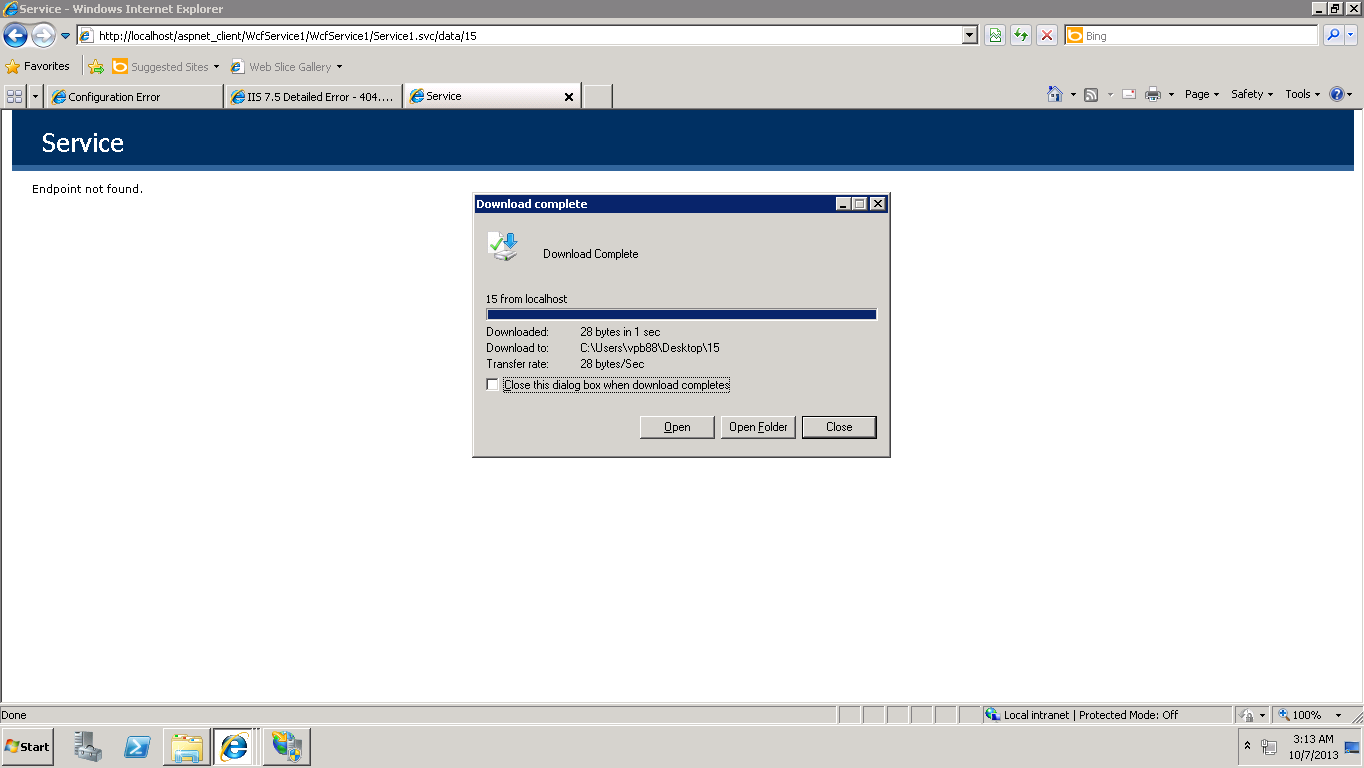 Service - Windows Internet Explorer
http://localhost/aspnet_client/WcfService1/WcfService1/Service1.svc/data/15
Bing
Favorites
Suggested Sites
Web Slice Gallery
Configuration Error
IIS 7.5 Detailed Error - 404....
Service
Page
Safety
Tools
Service
Endpoint not found.
Download complete
Download Complete
15 from localhost
Downloaded: 28 bytes in 1 sec
Download to: C:\Users\vpb88\Desktop\15
Transfer rate: 28 bytes/Sec
Close this dialog box when download completes
Open
Open Folder
Close
Done
Local intranet | Protected Mode: Off
100%
Start
3:13 AM
10/7/2013